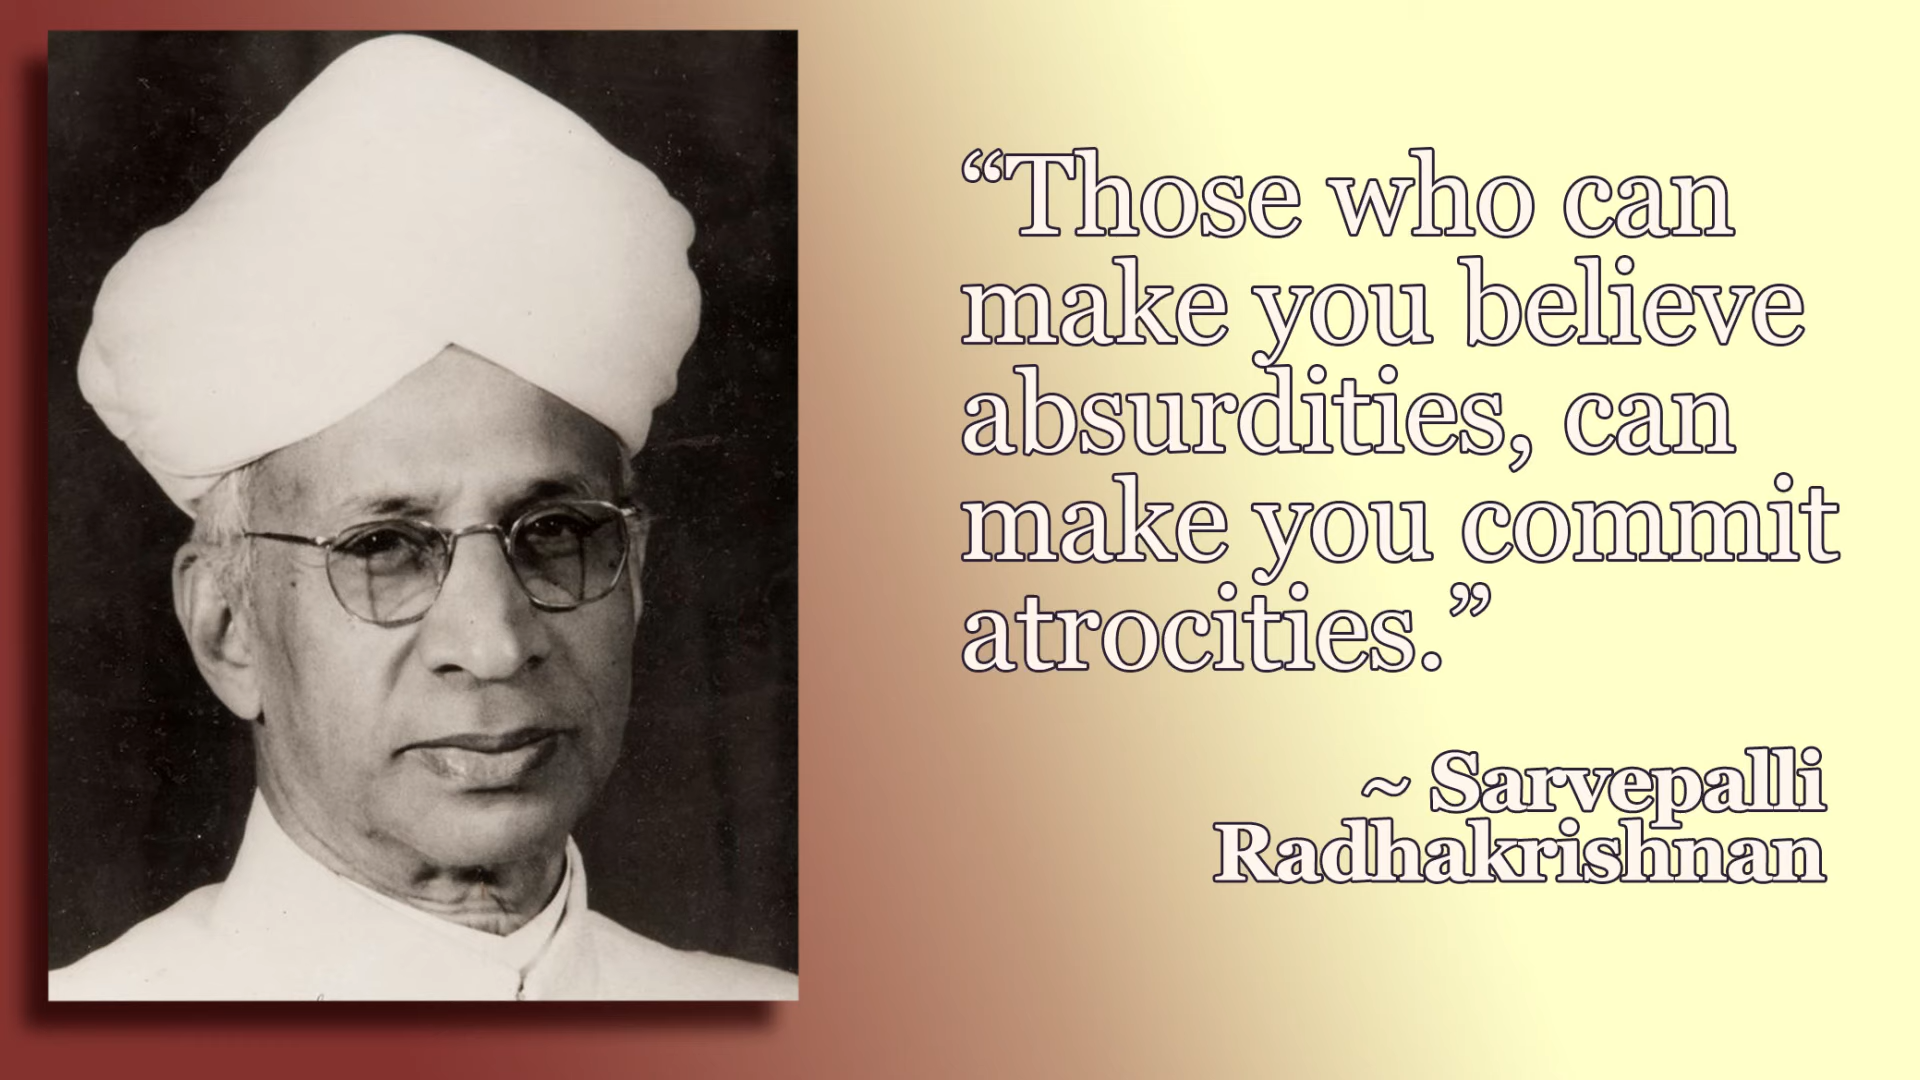 “Those who can
make you believe
absurdities, can
make you commit
atrocities.”
~ Sarvepalli
Radhakrishnan